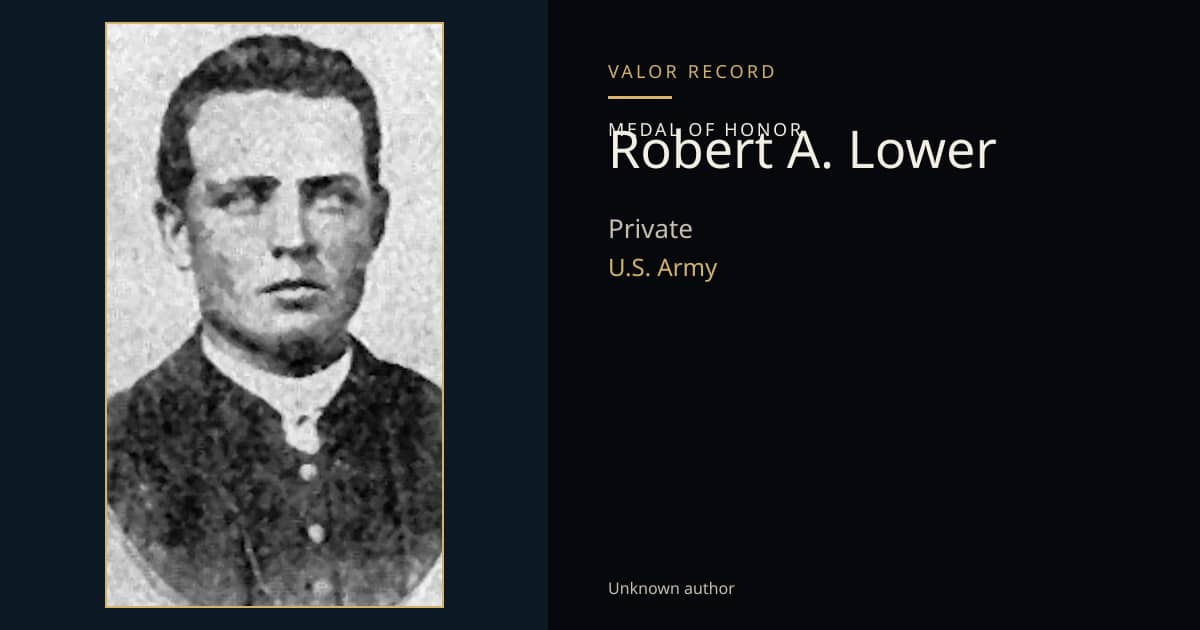 VALOR RECORD
MEDAL OF HONOR
Robert A. Lower
Private
U.S. Army
Unknown author